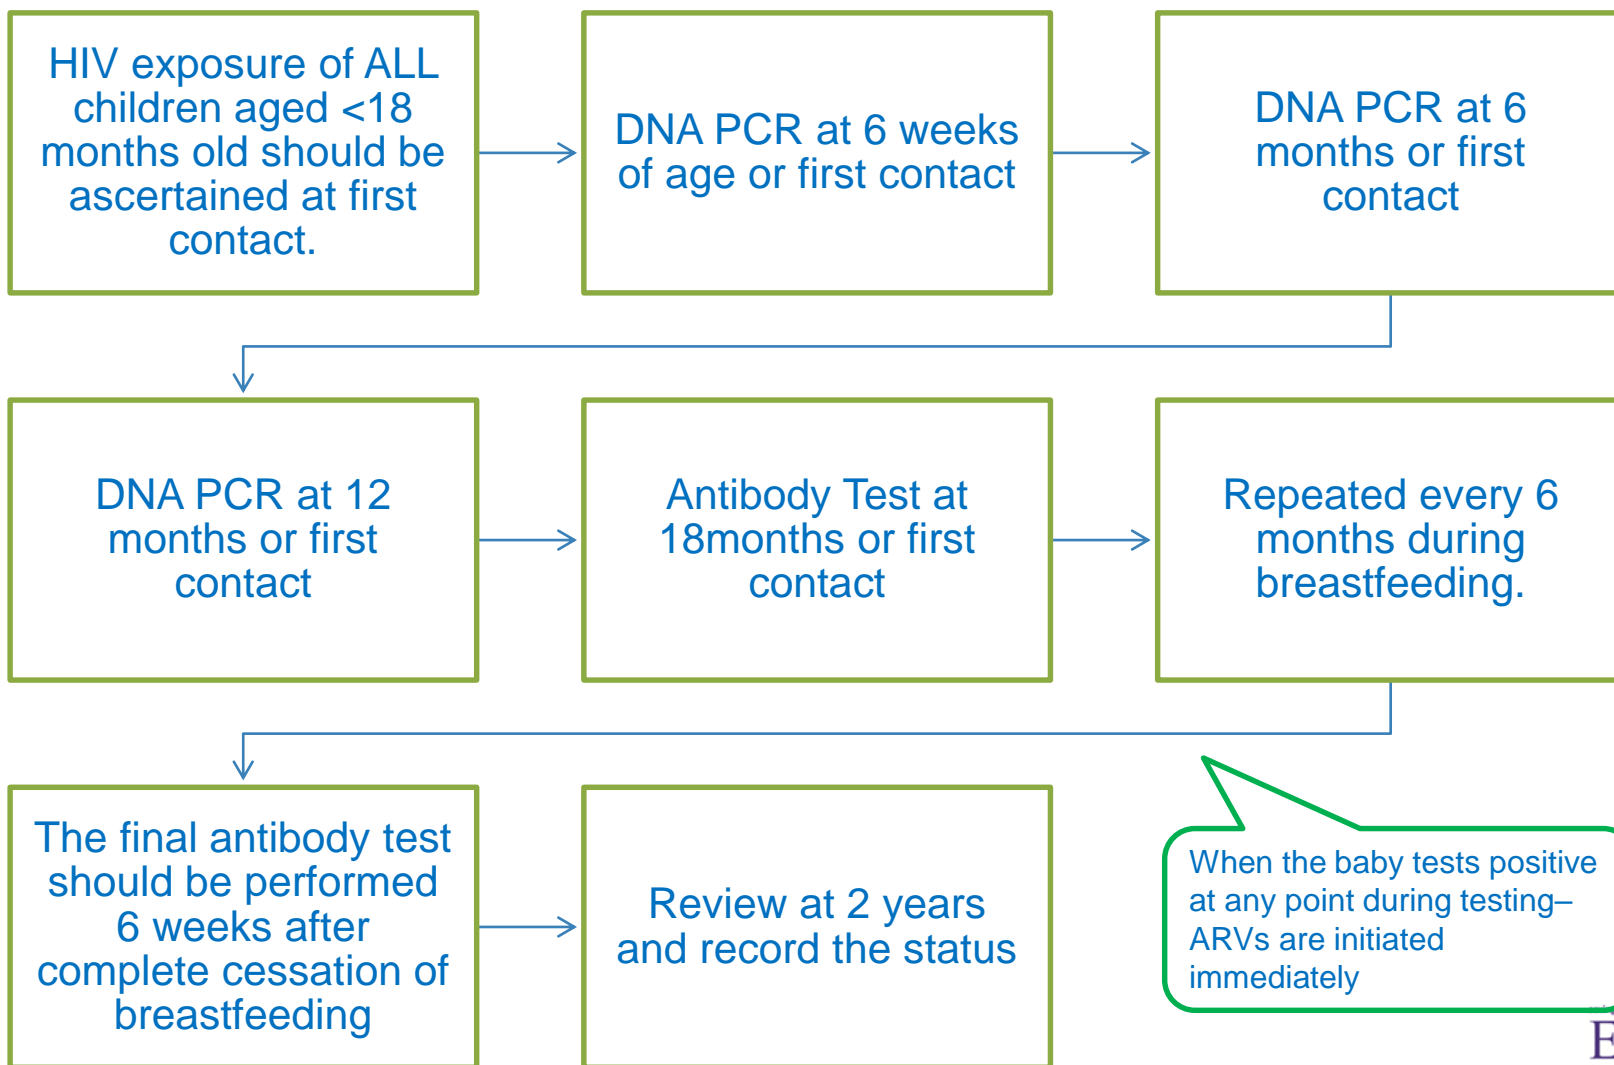 HIV exposure of ALL
children aged <18
months old should be
ascertained at first
contact.
DNA PCR at 6 weeks
of age or first contact
DNA PCR at 6
months or first
contact
DNA PCR at 12
months or first
contact
Antibody Test at
18months or first
contact
Repeated every 6
months during
breastfeeding.
The final antibody test
should be performed
6 weeks after
complete cessation of
breastfeeding
Review at 2 years
and record the status
When the baby tests positive
at any point during testing–
ARVs are initiated
immediately